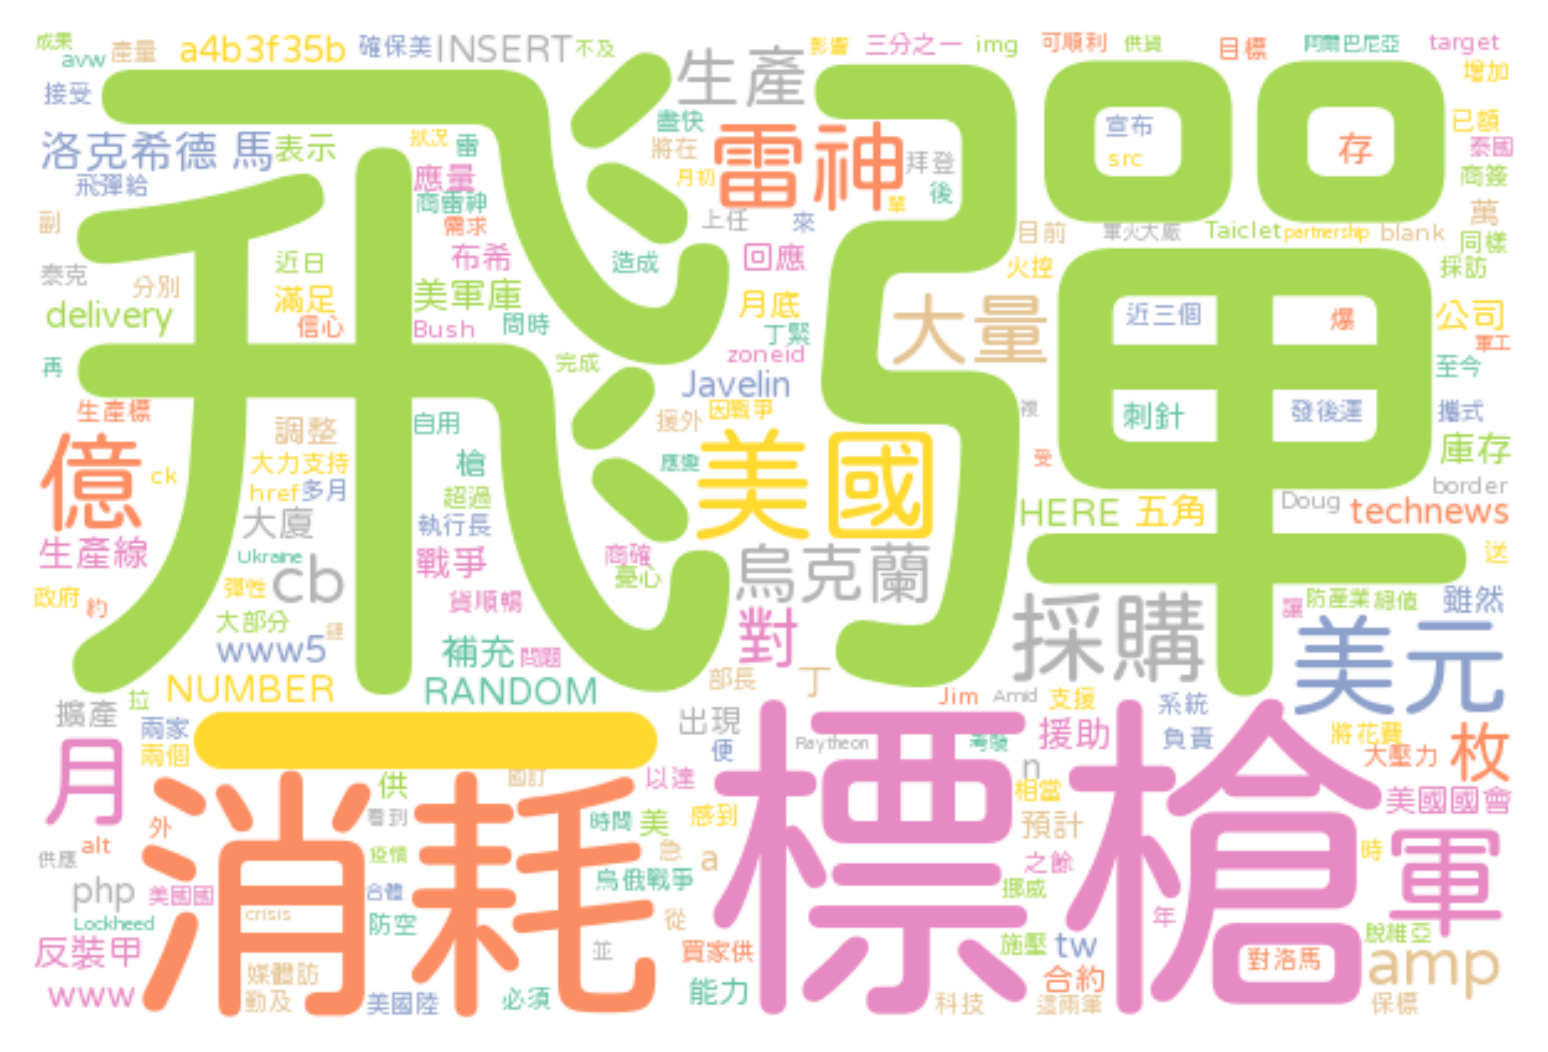 成果
avw
產量
a4b3f35b
確保美
INSERT
不及
生產
影響
三分之一
img
可順利
供貨
目標
阿爾巴尼亞
target
增加
接受
飛彈
洛克希德 馬
表示
狀況
雷
盡快
將在
雷神
拜登
宣布
src
存
已額
泰國
飛彈給
應量
商雷神
月初
單
後
商簽
副
需求
上任
來
目前
軍火大廠
Taiclet
partnership
blank
萬
同樣
泰克
近日
分別
布希
造成
回應
火控
採訪
delivery
滿足
美軍庫
月底
大量
近三個
爆
公司
信心
Bush
同時
丁緊
軍工
再
完成
zoneid
至今
Javelin
生產標
自用
援外
因戰爭
刺針
發後運
攜式
調整
億
ck
大力支持
槍
美國
受
庫存
href
多月
超過
border
大廈
執行長
HERE
五角
Doug
technews
生產線
Ukraine
戰爭
商確
憂心
烏克蘭
送
cb
彈性
政府
約
貨順暢
對
採購
讓
防產業
總值
雖然
大部分
www5
補充
問題
美元
NUMBER
RANDOM
部長
丁
Jim
Amid
支援
系統
拉
擴產
兩家
兩個
一
出現
便
Raytheon
標槍
援助
負責
將花費
大壓力
枚
月
消耗
供
以達
n
相當
美國國會
外
看到
時間
美
感到
預計
軍
時
供應
alt
疫情
a
之餘
php
美國國
合體
烏俄戰爭
挪威
Lockheed
crisis
防空
從
年
脫維亞
反裝甲
並
買家供
施壓
tw
對洛馬
amp
www
媒體訪
勤及
美國陸
必須
能力
科技
合約
這兩筆
保標